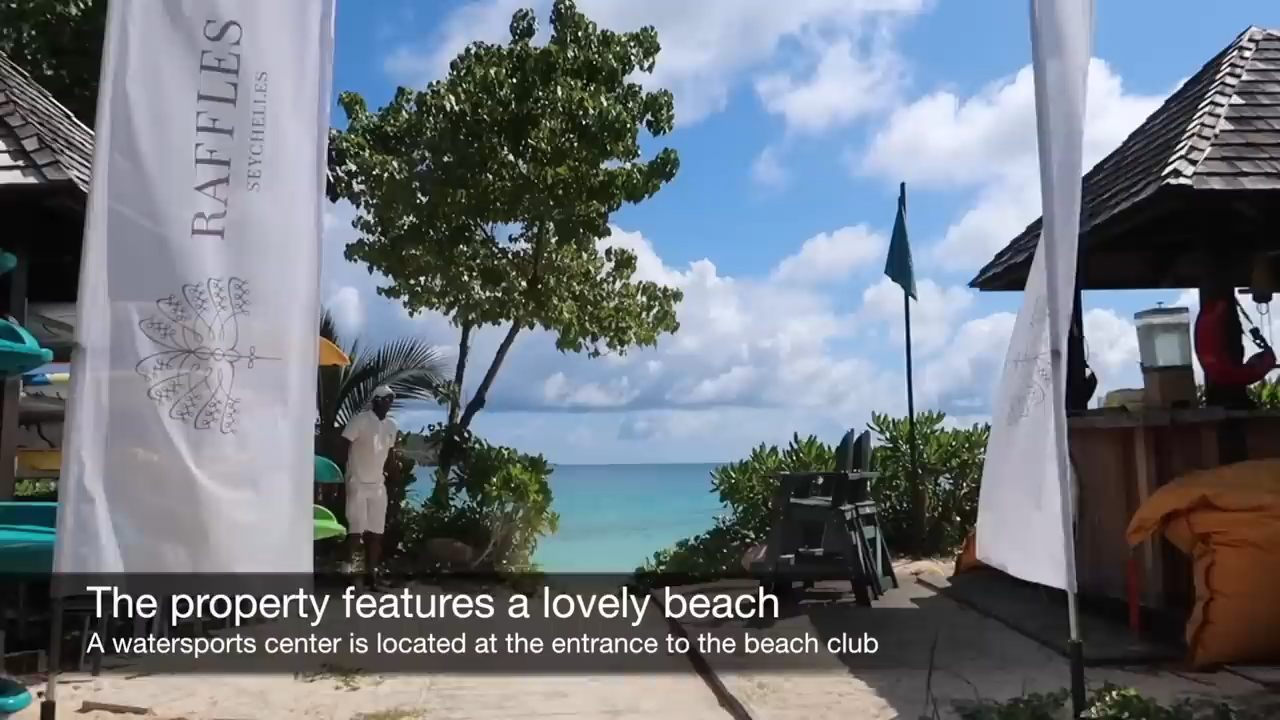 RAFFLES
SEYCHELLES
The property features a lovely beach
A watersports center is located at the entrance to the beach club